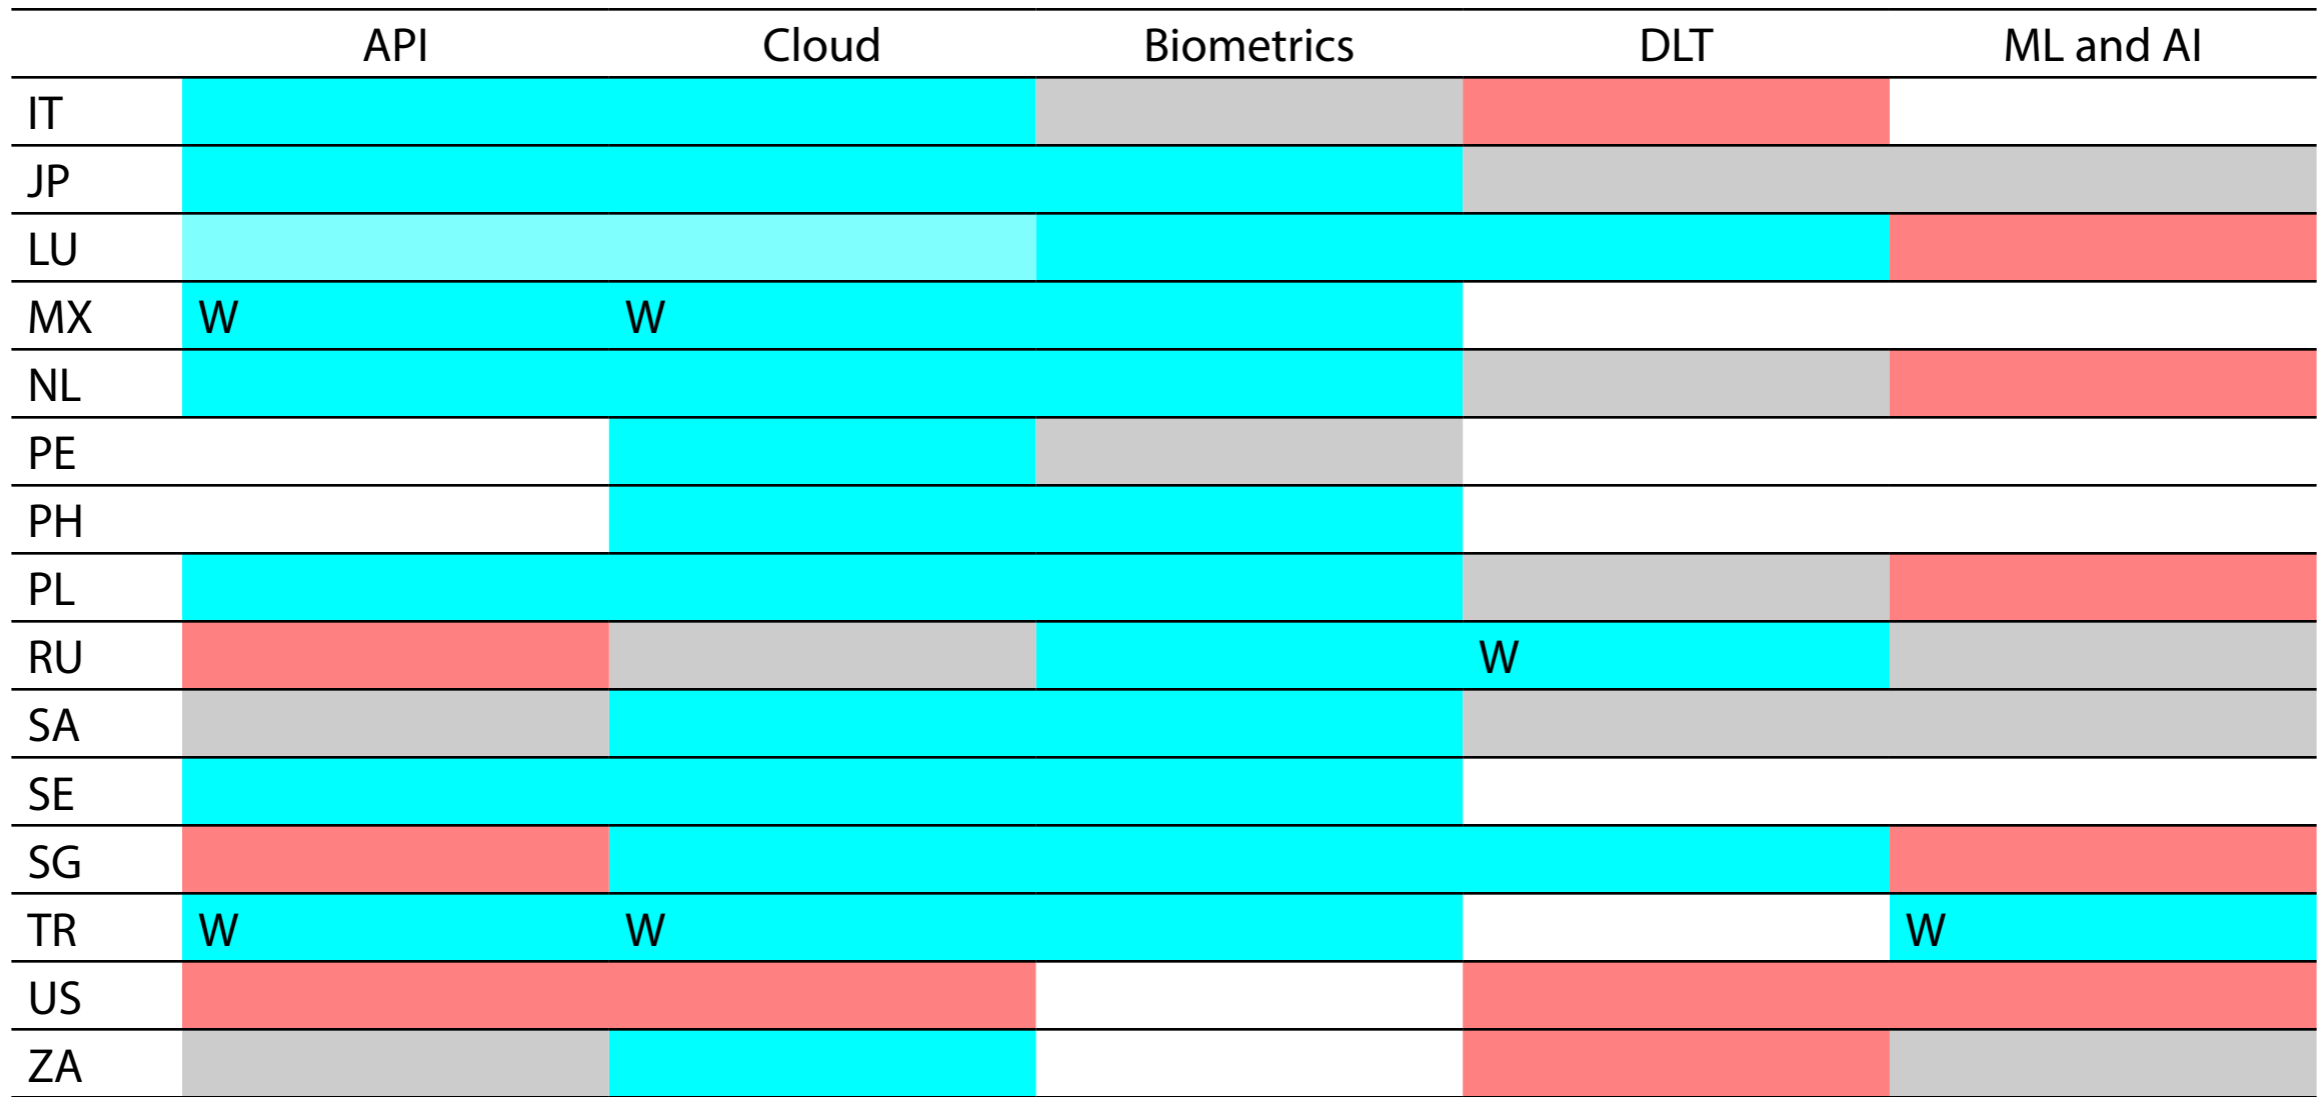 API Cloud Biometrics DLT ML and AI
IT
JP
LU
MX W W
NL
PE
PH
PL
RU W
SA
SE
SG
TR W W W
US
ZA